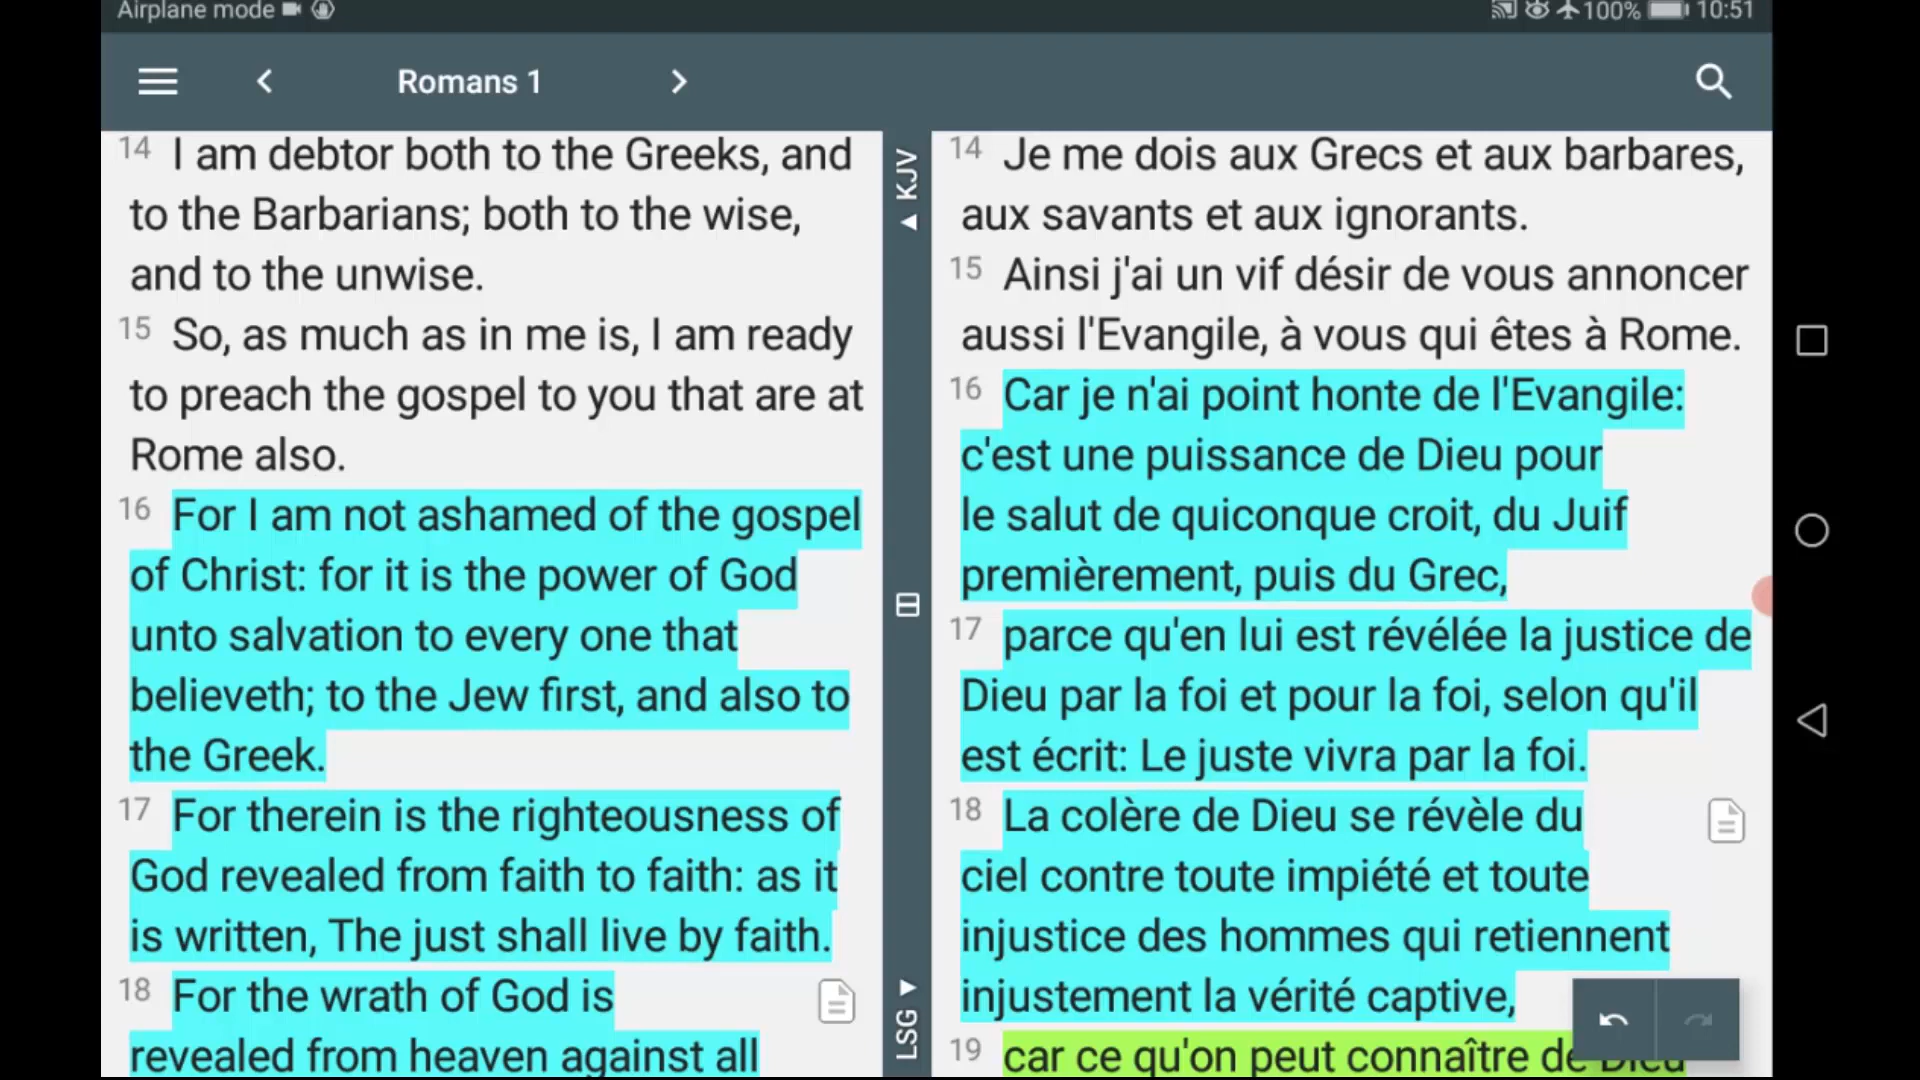 Airplane mode
100% 10:51
Romans 1
14 I am debtor both to the Greeks, and
to the Barbarians; both to the wise,
and to the unwise.
15 So, as much as in me is, I am ready
to preach the gospel to you that are at
Rome also.
16 For I am not ashamed of the gospel
of Christ: for it is the power of God
unto salvation to every one that
believeth; to the Jew first, and also to
the Greek.
17 For therein is the righteousness of
God revealed from faith to faith: as it
is written, The just shall live by faith.
18 For the wrath of God is
revealed from heaven against all
KJV
LSG
14 Je me dois aux Grecs et aux barbares,
aux savants et aux ignorants.
15 Ainsi j'ai un vif désir de vous annoncer
aussi l'Evangile, à vous qui êtes à Rome.
16 Car je n'ai point honte de l'Evangile:
c'est une puissance de Dieu pour
le salut de quiconque croit, du Juif
premièrement, puis du Grec,
17 parce qu'en lui est révélée la justice de
Dieu par la foi et pour la foi, selon qu'il
est écrit: Le juste vivra par la foi.
18 La colère de Dieu se révèle du
ciel contre toute impiété et toute
injustice des hommes qui retiennent
injustement la vérité captive,
19 car ce qu'on peut connaître de Dieu